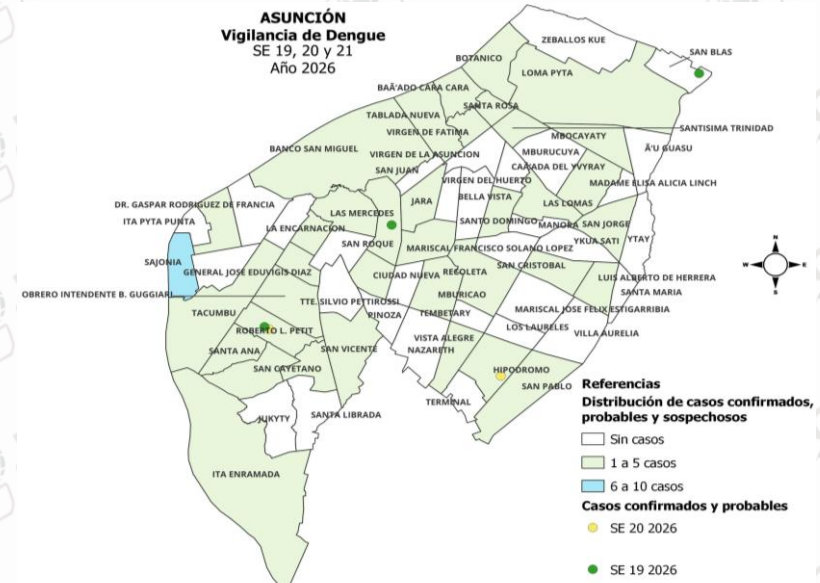 ASUNCIÓN
Vigilancia de Dengue
SE 19, 20 y 21
Año 2026
ZEBALLOS KUE
SAN BLAS
BOTANICO
LOMA PYTA
BAÃ'ADO CARA CARA
SANTA ROSA
TABLADA NUEVA
SANTISIMA TRINIDAD
VIRGEN DE FATIMA
MBOCAYATY
BANCO SAN MIGUEL
VIRGEN DE LA ASUNCION
MBURUCUYA
Ã'U GUASU
SAN JUAN
CAÃ'ADA DEL YVYRAY
VIRGEN DEL HUERTO
MADAME ELISA ALICIA LINCH
BELLA VISTA
JARA
LAS LOMAS
DR. GASPAR RODRIGUEZ DE FRANCIA
LAS MERCEDES
ITA PYTA PUNTA
SANTO DOMINGO
MANORA
SAN JORGE
LA ENCARNACION
YKUA SATI
YTAY
SAN ROQUE
MARISCAL FRANCISCO SOLANO LOPEZ
SAJONIA
SAN CRISTOBAL
GENERAL JOSE EDUVIGIS DIAZ
CIUDAD NUEVA
RECOLETA
LUIS ALBERTO DE HERRERA
OBRERO INTENDENTE B. GUGGIARI
MBURICAO
SANTA MARIA
TTE. SILVIO PETTIROSSI
TACUMBU
PINOZA
TEMBETARY
MARISCAL JOSE FELIX ESTIGARRIBIA
ROBERTO L. PETIT
LOS LAURELES
VILLA AURELIA
VISTA ALEGRE
SANTA ANA
SAN VICENTE
NAZARETH
SAN CAYETANO
HIPODROMO
SAN PABLO
TERMINAL
JUKYTY
SANTA LIBRADA
ITA ENRAMADA
N
W
E
S
Referencias
Distribución de casos confirmados,
probables y sospechosos
Sin casos
1 a 5 casos
6 a 10 casos
Casos confirmados y probables
SE 20 2026
SE 19 2026